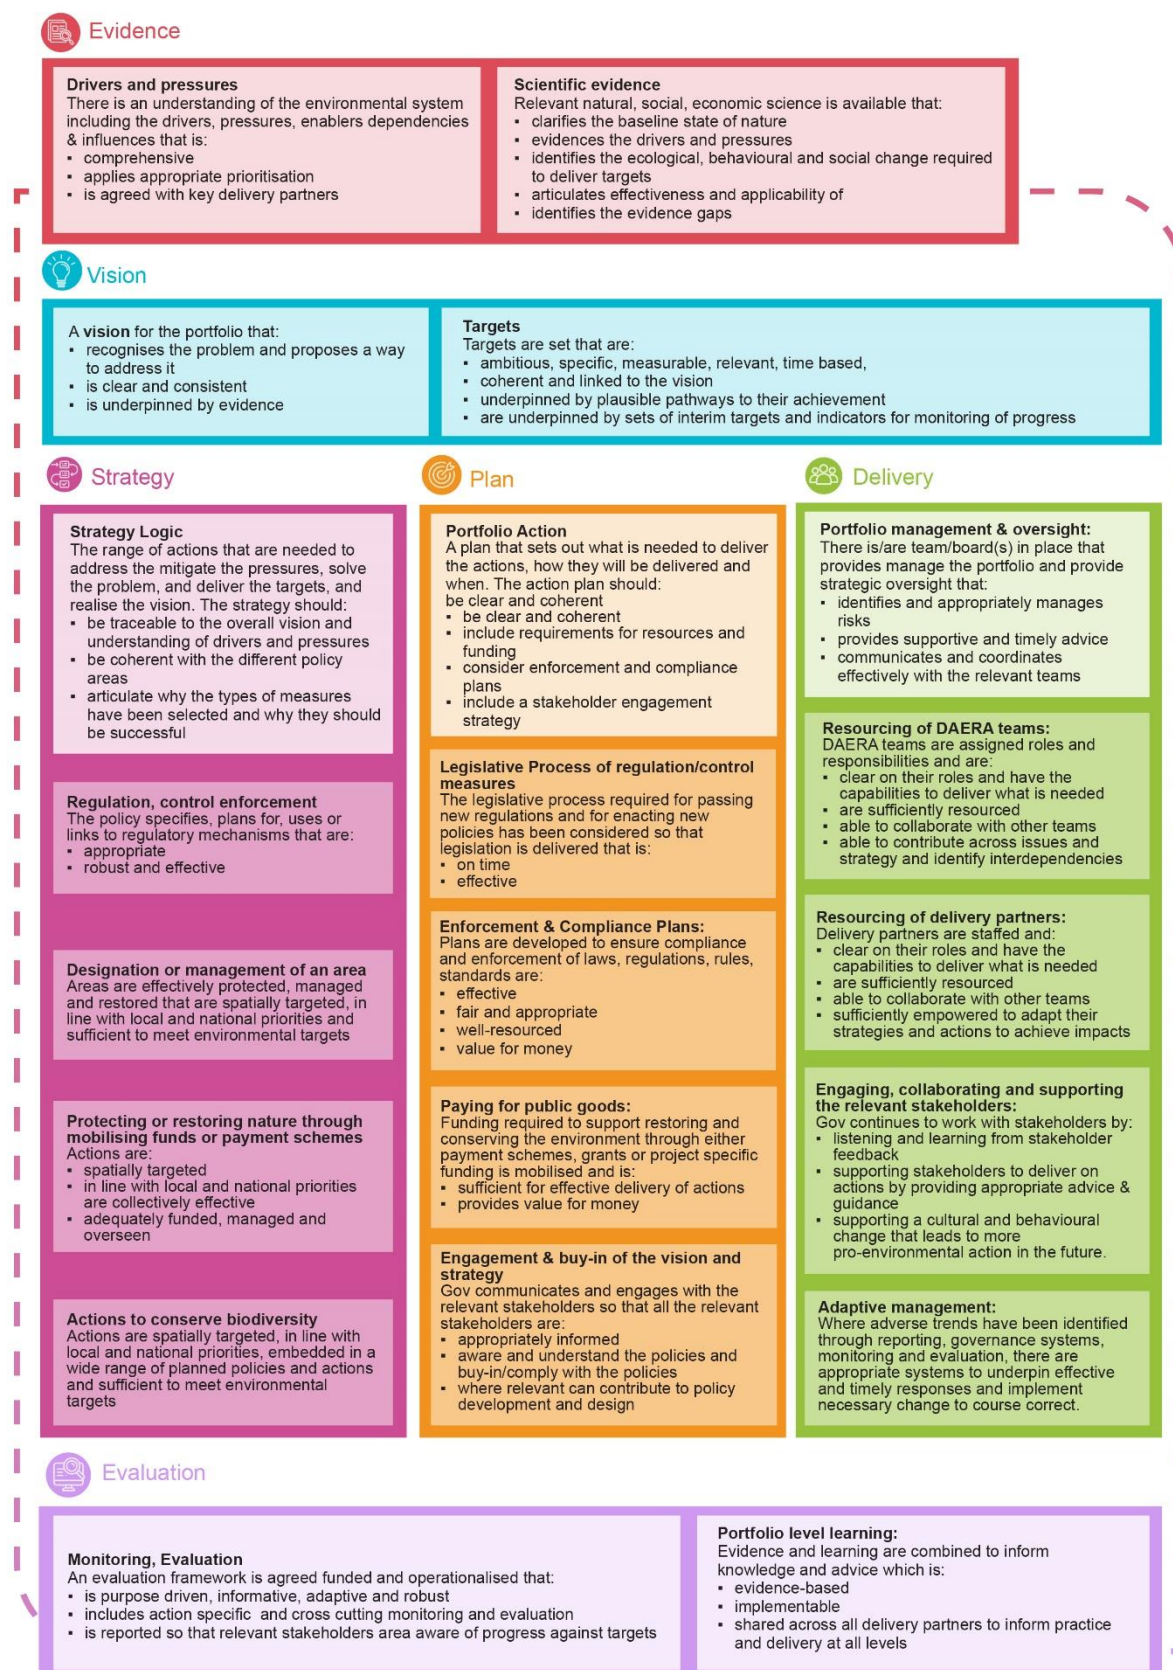 Evidence
Drivers and pressures
There is an understanding of the environmental system
including the drivers, pressures, enablers dependencies
& influences that is:
▪ comprehensive
▪ applies appropriate prioritisation
▪ is agreed with key delivery partners
Scientific evidence
Relevant natural, social, economic science is available that:
▪ clarifies the baseline state of nature
▪ evidences the drivers and pressures
▪ identifies the ecological, behavioural and social change required
to deliver targets
▪ articulates effectiveness and applicability of
▪ identifies the evidence gaps
Vision
A vision for the portfolio that:
▪ recognises the problem and proposes a way
to address it
▪ is clear and consistent
▪ is underpinned by evidence
Targets
Targets are set that are:
▪ ambitious, specific, measurable, relevant, time based,
▪ coherent and linked to the vision
▪ underpinned by plausible pathways to their achievement
▪ are underpinned by sets of interim targets and indicators for monitoring of progress
Strategy
Strategy Logic
The range of actions that are needed to
address the mitigate the pressures, solve
the problem, and deliver the targets, and
realise the vision. The strategy should:
▪ be traceable to the overall vision and
understanding of drivers and pressures
▪ be coherent with the different policy
areas
▪ articulate why the types of measures
have been selected and why they should
be successful
Regulation, control enforcement
The policy specifies, plans for, uses or
links to regulatory mechanisms that are:
▪ appropriate
▪ robust and effective
Designation or management of an area
Areas are effectively protected, managed
and restored that are spatially targeted, in
line with local and national priorities and
sufficient to meet environmental targets
Protecting or restoring nature through
mobilising funds or payment schemes
Actions are:
▪ spatially targeted
▪ in line with local and national priorities
are collectively effective
▪ adequately funded, managed and
overseen
Actions to conserve biodiversity
Actions are spatially targeted, in line with
local and national priorities, embedded in a
wide range of planned policies and actions
and sufficient to meet environmental
targets
Plan
Portfolio Action
A plan that sets out what is needed to deliver
the actions, how they will be delivered and
when. The action plan should:
be clear and coherent
▪ be clear and coherent
▪ include requirements for resources and
funding
▪ consider enforcement and compliance
plans
▪ include a stakeholder engagement
strategy
Legislative Process of regulation/control
measures
The legislative process required for passing
new regulations and for enacting new
policies has been considered so that
legislation is delivered that is:
▪ on time
▪ effective
Enforcement & Compliance Plans:
Plans are developed to ensure compliance
and enforcement of laws, regulations, rules,
standards are:
▪ effective
▪ fair and appropriate
▪ well-resourced
▪ value for money
Paying for public goods:
Funding required to support restoring and
conserving the environment through either
payment schemes, grants or project specific
funding is mobilised and is:
▪ sufficient for effective delivery of actions
▪ provides value for money
Engagement & buy-in of the vision and
strategy
Gov communicates and engages with the
relevant stakeholders so that all the relevant
stakeholders are:
▪ appropriately informed
▪ aware and understand the policies and
buy-in/comply with the policies
▪ where relevant can contribute to policy
development and design
Delivery
Portfolio management & oversight:
There is/are team/board(s) in place that
provides manage the portfolio and provide
strategic oversight that:
▪ identifies and appropriately manages
risks
▪ provides supportive and timely advice
▪ communicates and coordinates
effectively with the relevant teams
Resourcing of DAERA teams:
DAERA teams are assigned roles and
responsibilities and are:
▪ clear on their roles and have the
capabilities to deliver what is needed
▪ are sufficiently resourced
▪ able to collaborate with other teams
▪ able to contribute across issues and
strategy and identify interdependencies
Resourcing of delivery partners:
Delivery partners are staffed and:
▪ clear on their roles and have the
capabilities to deliver what is needed
▪ are sufficiently resourced
▪ able to collaborate with other teams
▪ sufficiently empowered to adapt their
strategies and actions to achieve impacts
Engaging, collaborating and supporting
the relevant stakeholders:
Gov continues to work with stakeholders by:
▪ listening and learning from stakeholder
feedback
▪ supporting stakeholders to deliver on
actions by providing appropriate advice &
guidance
▪ supporting a cultural and behavioural
change that leads to more
pro-environmental action in the future.
Adaptive management:
Where adverse trends have been identified
through reporting, governance systems,
monitoring and evaluation, there are
appropriate systems to underpin effective
and timely responses and implement
necessary change to course correct.
Evaluation
Monitoring, Evaluation
An evaluation framework is agreed funded and operationalised that:
▪ is purpose driven, informative, adaptive and robust
▪ includes action specific and cross cutting monitoring and evaluation
▪ is reported so that relevant stakeholders area aware of progress against targets
Portfolio level learning:
Evidence and learning are combined to inform
knowledge and advice which is:
▪ evidence-based
▪ implementable
▪ shared across all delivery partners to inform practice
and delivery at all levels